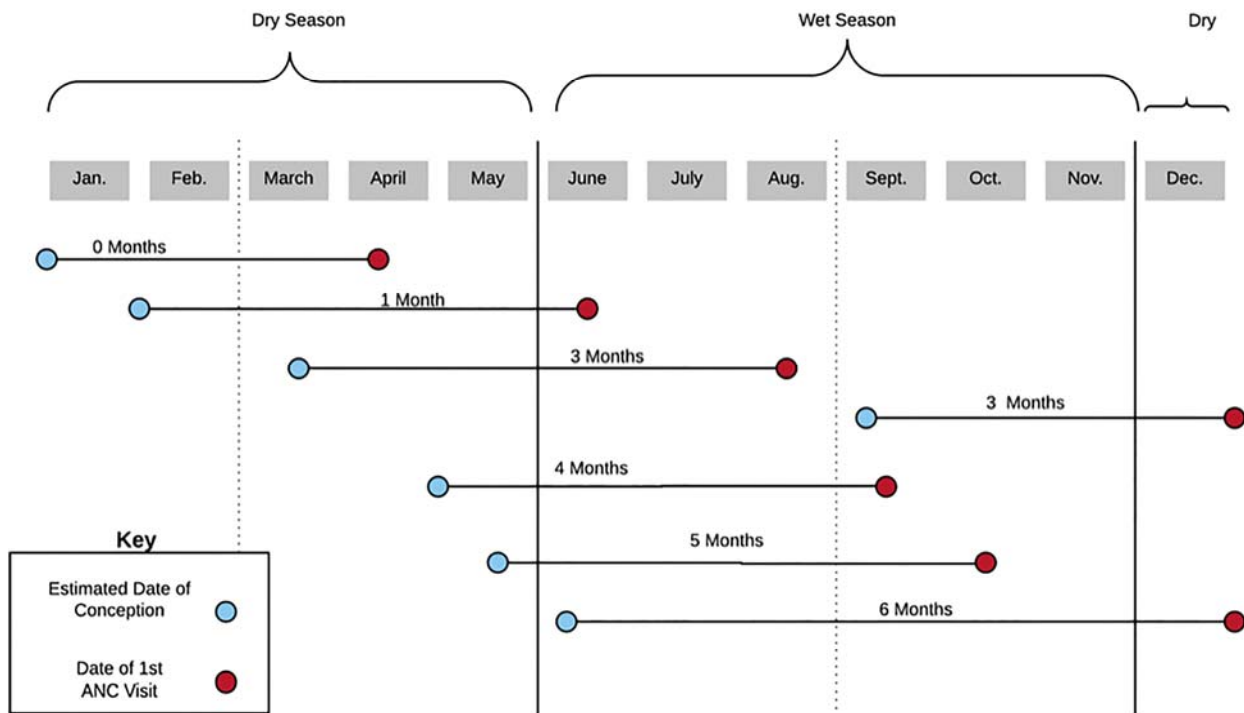 Dry Season
Wet Season
Dry
Jan.
Feb.
March
April
May
June
July
Aug.
Sept.
Oct.
Nov.
Dec.
0 Months
1 Month
3 Months
3 Months
4 Months
5 Months
6 Months
Key
Estimated Date of
Conception
Date of 1st
ANC Visit